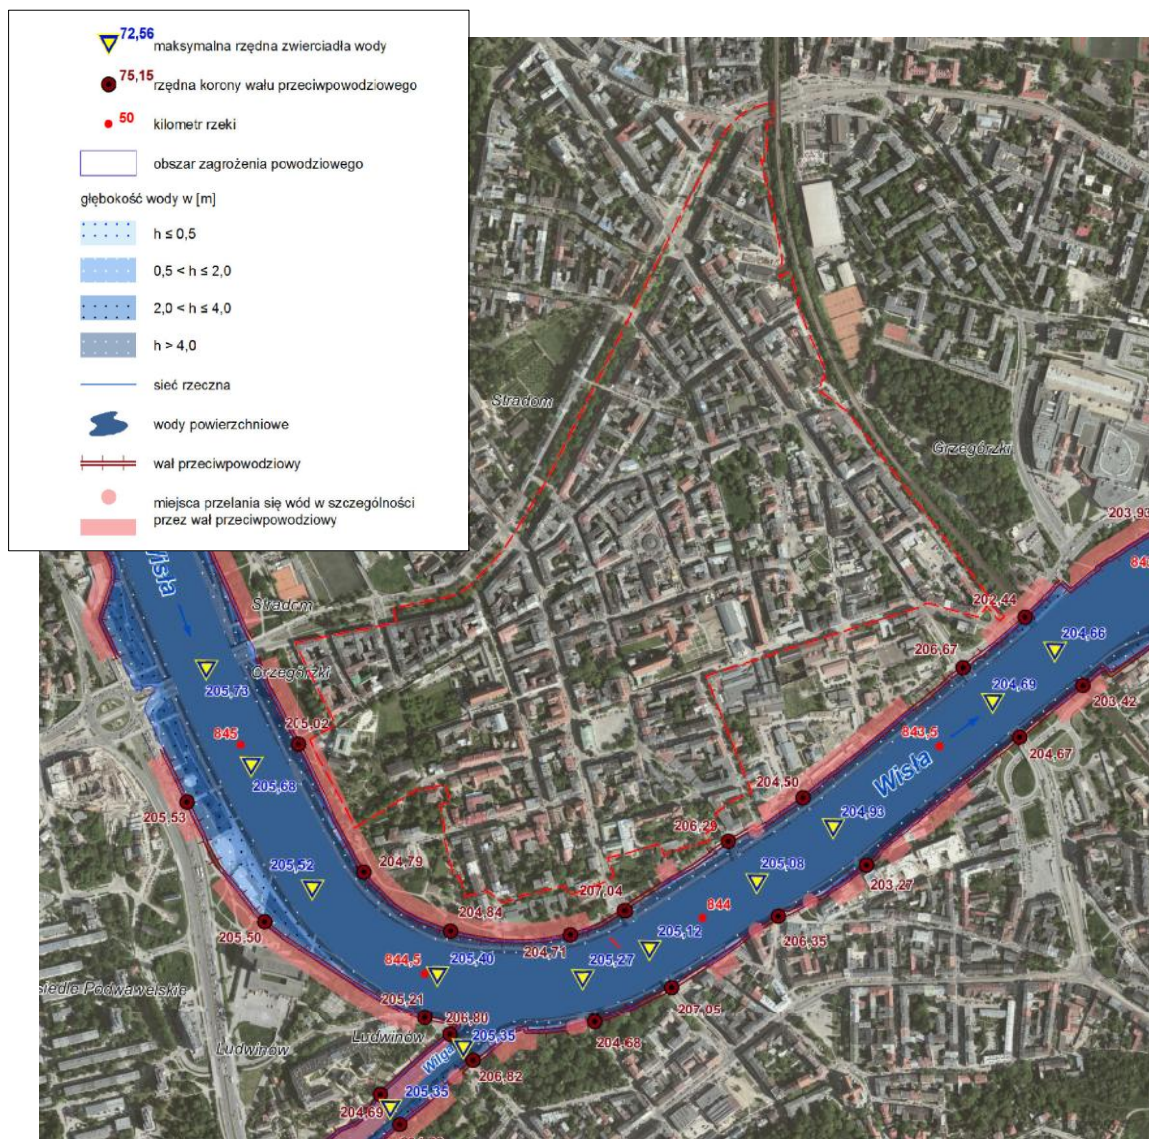 72,56
maksymalna rzędna zwierciadła wody
75,15
rzędna korony wału przeciwpowodziowego
50
kilometr rzeki
obszar zagrożenia powodziowego
głębokość wody w [m]
h ≤ 0,5
0,5 < h ≤ 2,0
2,0 < h ≤ 4,0
h > 4,0
sieć rzeczna
wody powierzchniowe
wał przeciwpowodziowy
miejsca przelania się wód w szczególności
przez wał przeciwpowodziowy
Stradom
Grzegórzki
203,93
Wisła
Stradom
202,44
204,66
Grzegórzki
206,67
205,73
204,69
203,42
845
205,02
843,5
204,67
205,68
Wisła
205,53
204,50
204,93
206,29
205,52
204,79
205,08
203,27
207,04
204,84
844
206,35
205,50
204,71
205,12
844,5
205,40
205,27
siedle Podwawelskie
205,21
207,05
206,80
Ludwinów
205,35
204,68
Ludwinów
Wilga
206,82
205,35
204,69